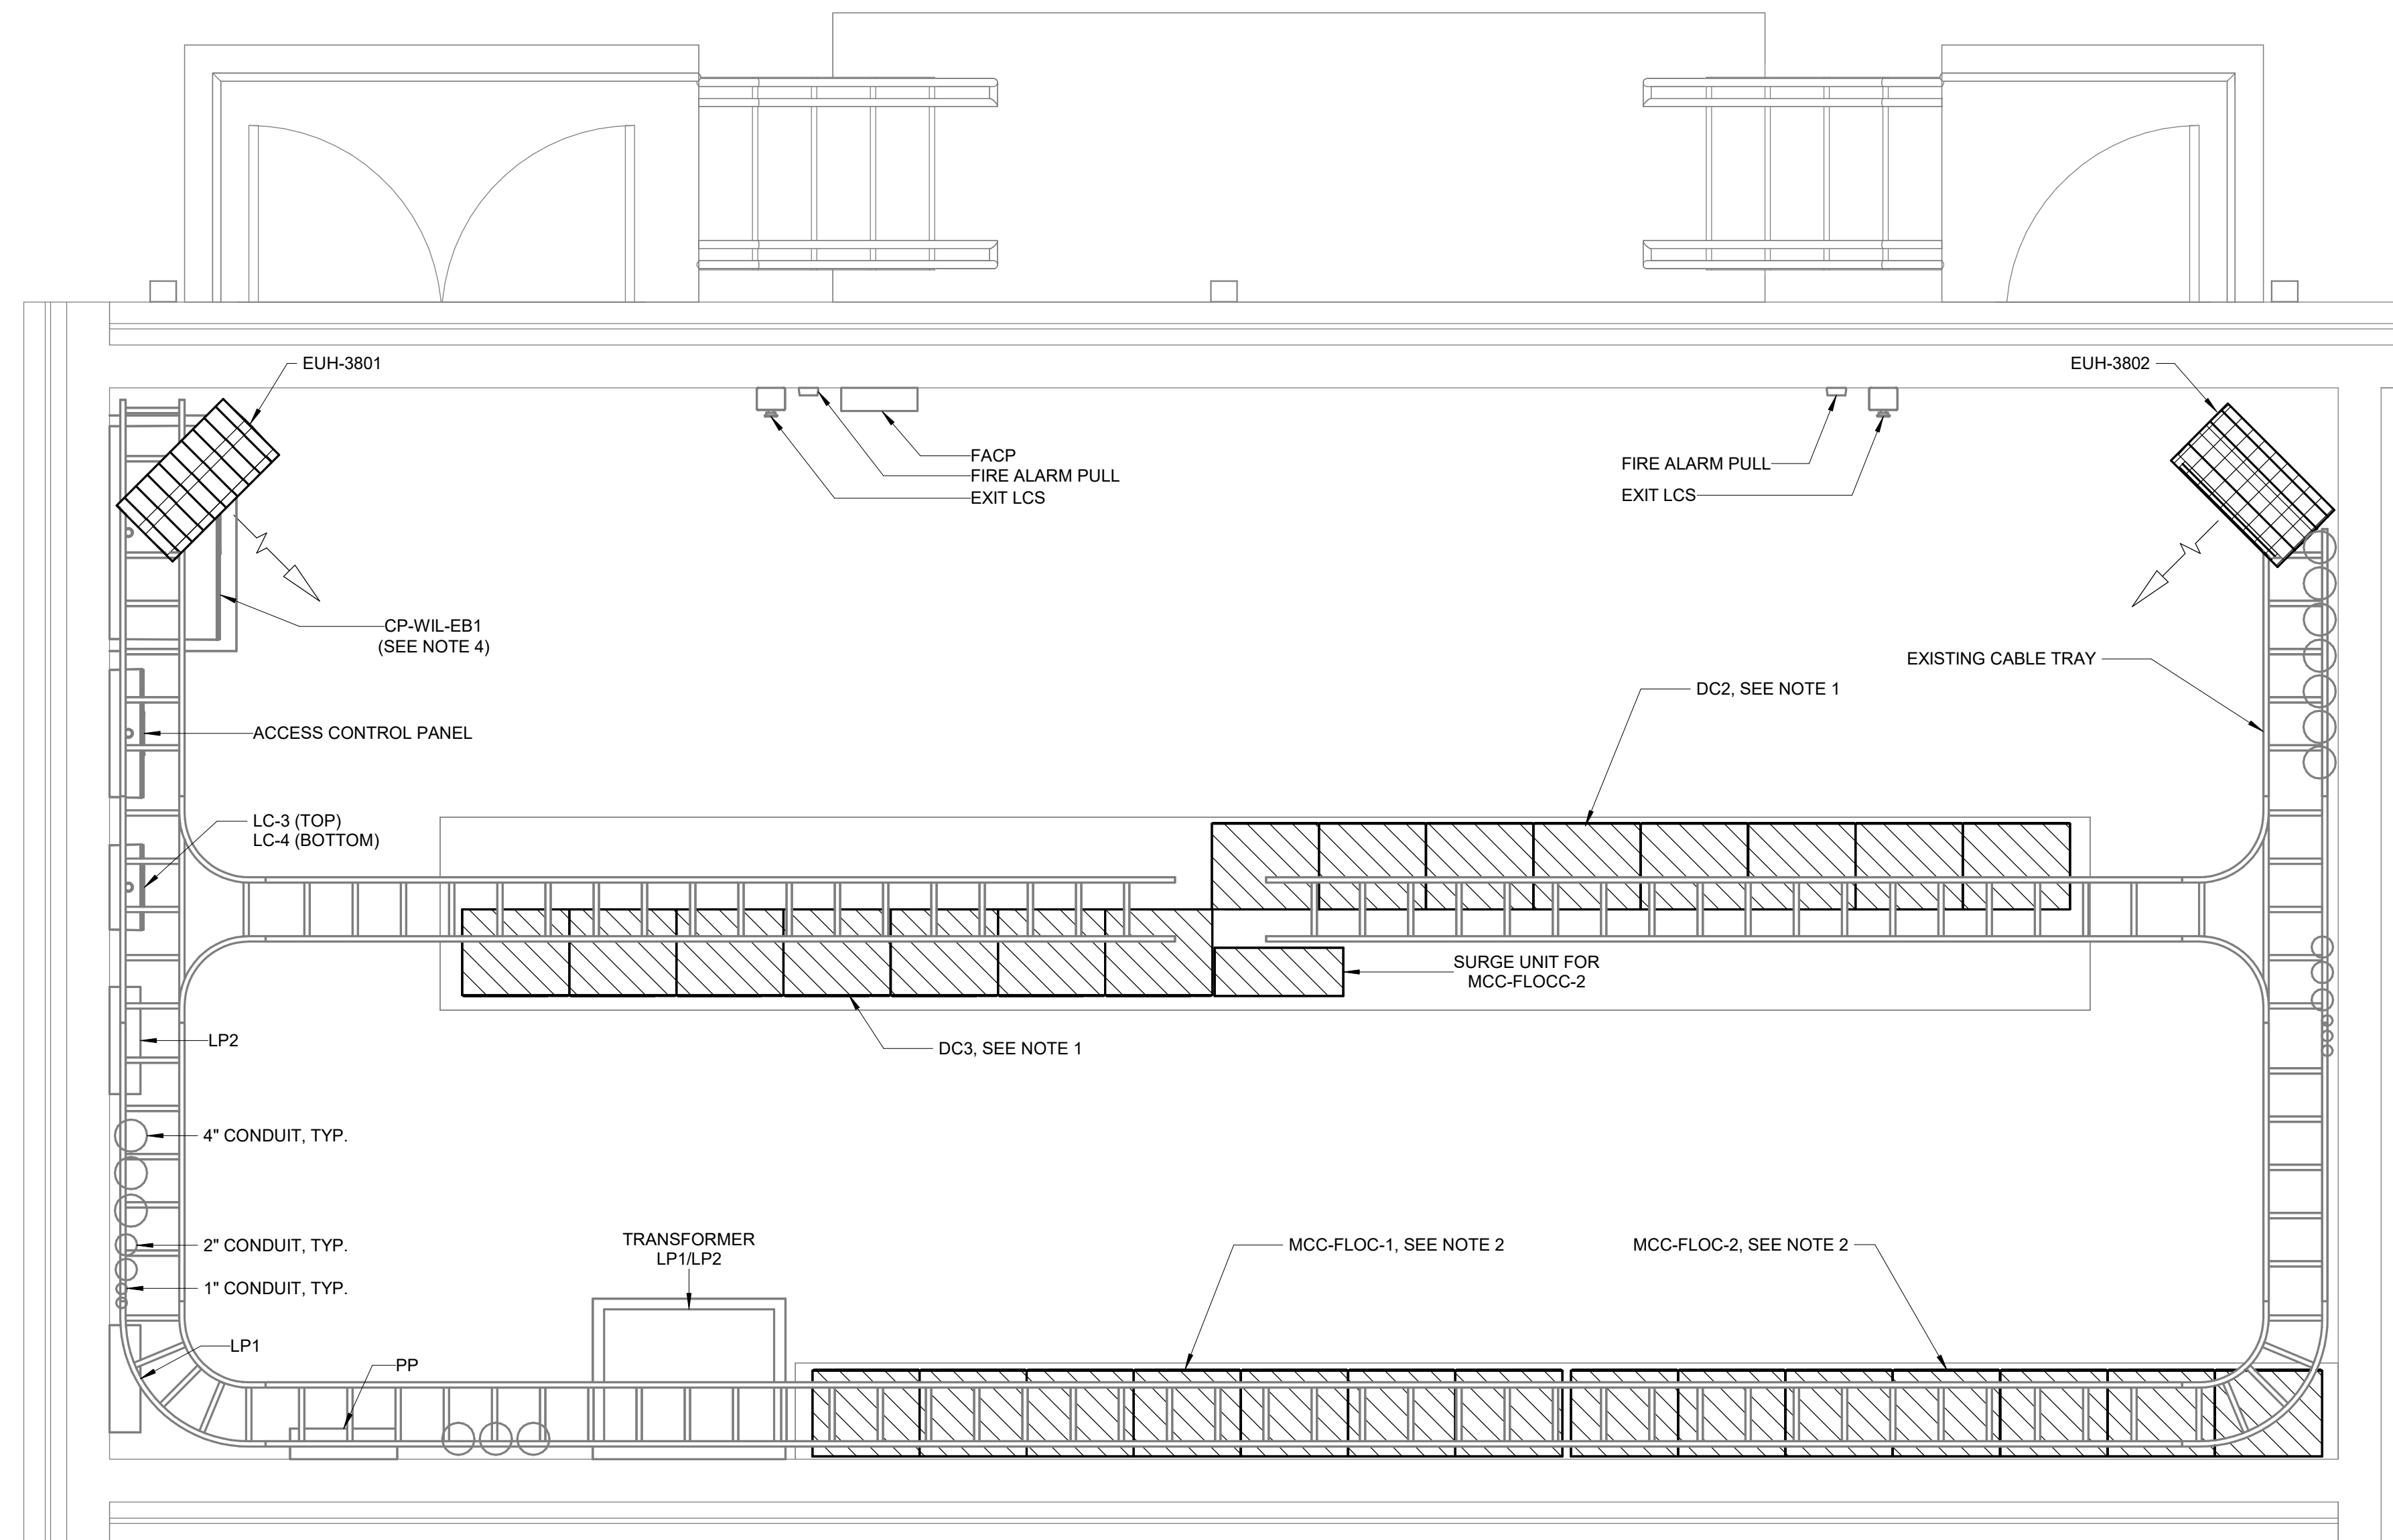 EUH-3801
EUH-3802
FACP
FIRE ALARM PULL
EXIT LCS
FIRE ALARM PULL
EXIT LCS
CP-WIL-EB1
(SEE NOTE 4)
EXISTING CABLE TRAY
DC2, SEE NOTE 1
ACCESS CONTROL PANEL
LC-3 (TOP)
LC-4 (BOTTOM)
SURGE UNIT FOR
MCC-FLOCC-2
LP2
DC3, SEE NOTE 1
4" CONDUIT, TYP.
2" CONDUIT, TYP.
TRANSFORMER
LP1/LP2
MCC-FLOC-1, SEE NOTE 2
MCC-FLOC-2, SEE NOTE 2
1" CONDUIT, TYP.
LP1
PP